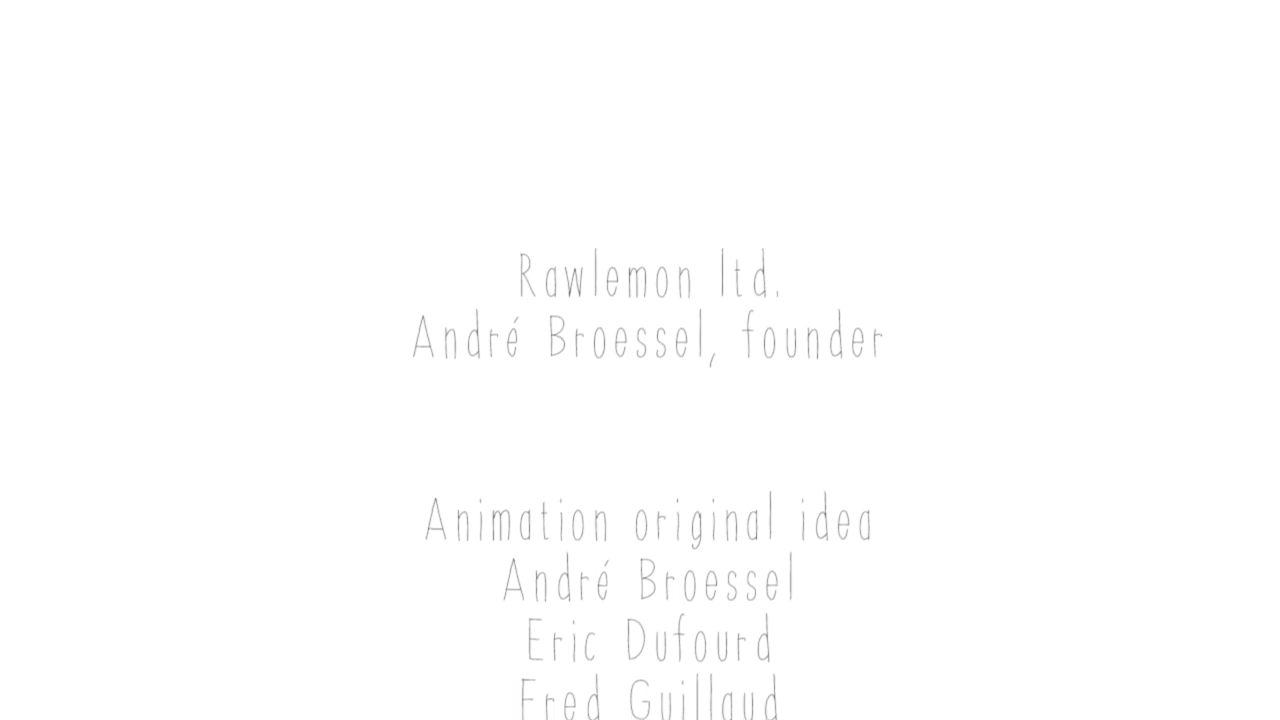 Rawlemon ltd.
André Broessel, founder
Animation original idea
André Broessel
Eric Dufourd
Fred Guillaud